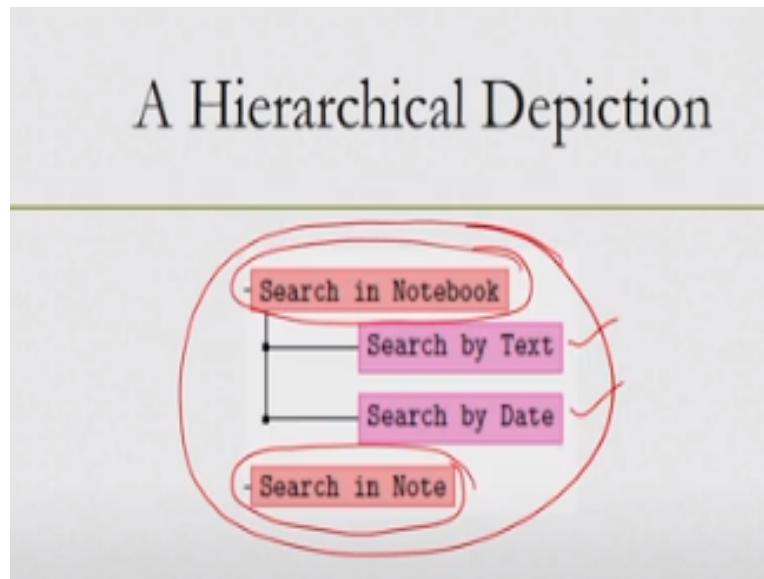 A Hierarchical Depiction
Search in Notebook
Search by Text
Search by Date
Search in Note